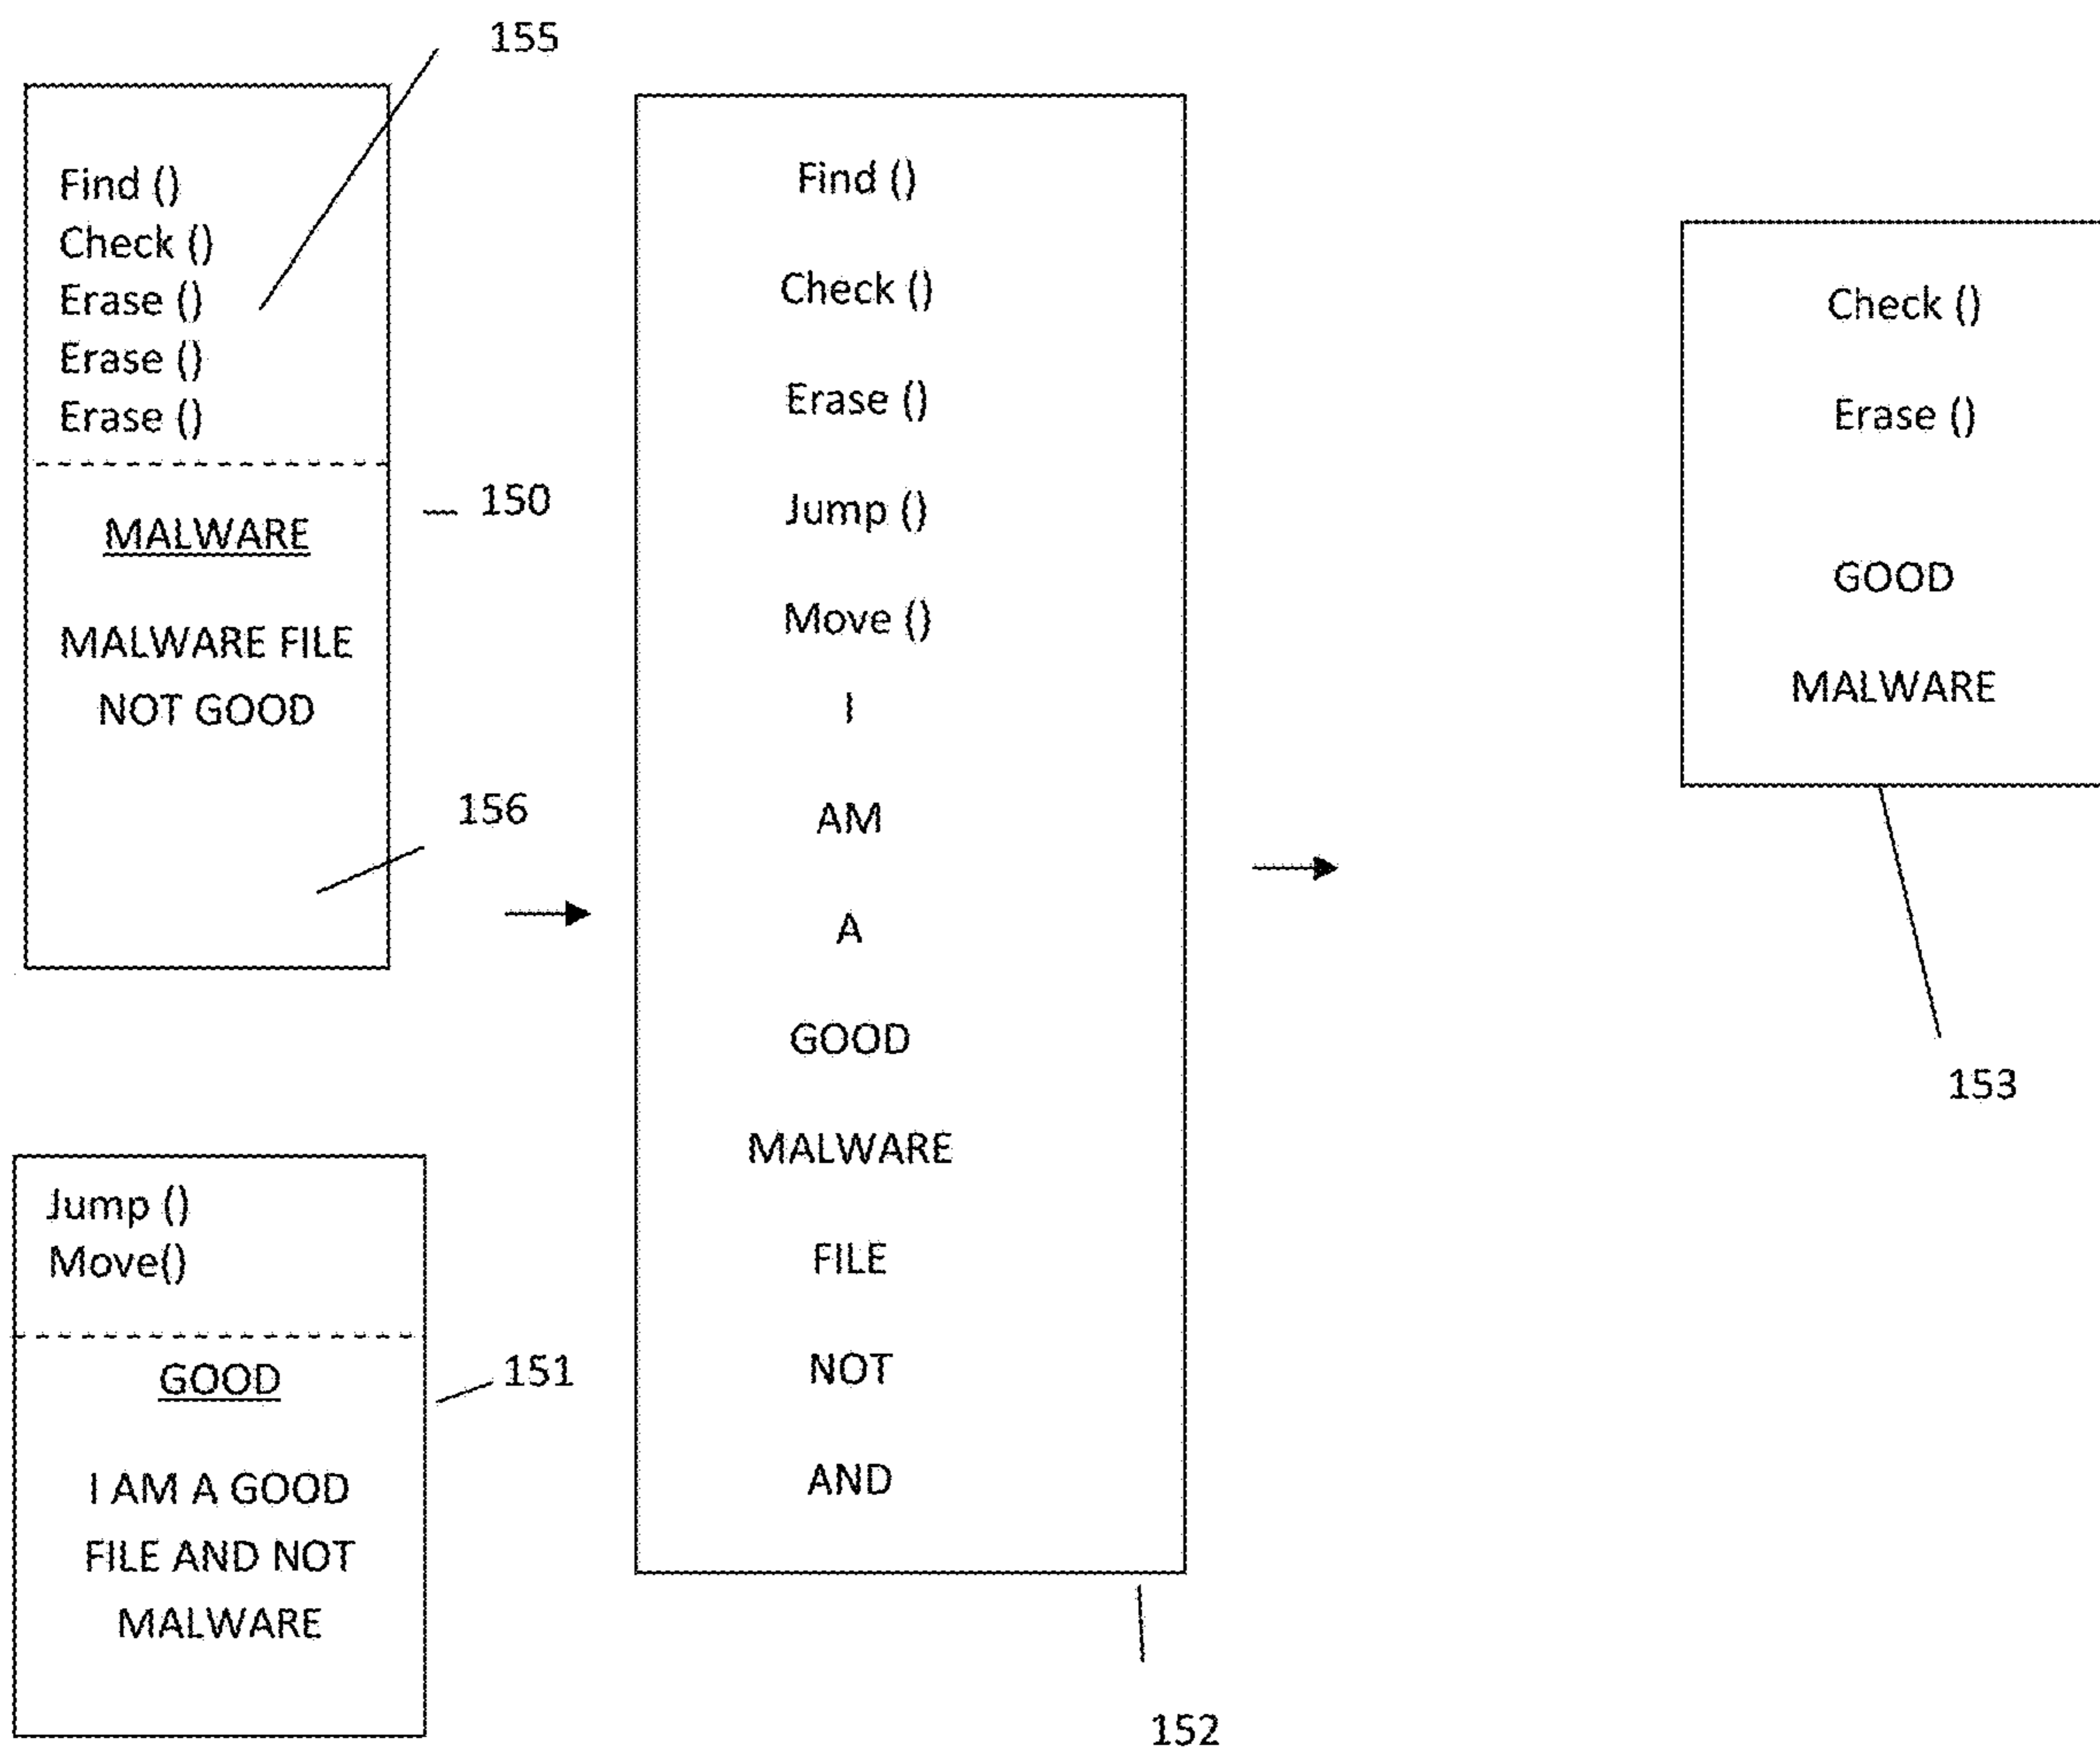 155
Find ()
Check ()
Erase ()
Erase ()
Erase ()
150
MALWARE
MALWARE FILE
NOT GOOD
156
Jump ()
Move()
GOOD
151
I AM A GOOD
FILE AND NOT
MALWARE
Find ()
Check ()
Erase ()
Jump ()
Move ()
I
AM
A
GOOD
MALWARE
FILE
NOT
AND
152
Check ()
Erase ()
GOOD
MALWARE
153